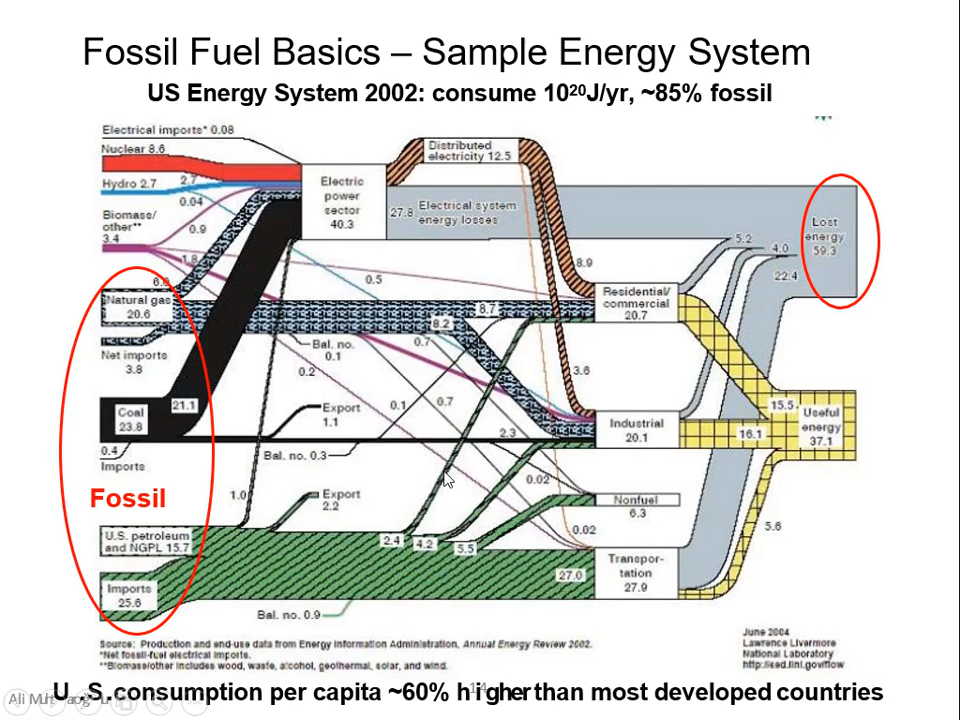 Fossil Fuel Basics – Sample Energy System
US Energy System 2002: consume 10²⁰J/yr, ~85% fossil
Electrical imports* 0.08
Nuclear 8.6
Hydro 2.7
2.7
0.04
Biomass/
other**
3.4
0.9
1.8
Natural gas
20.6
Net imports
3.8
Coal
23.8
21.1
0.4
Imports
Fossil
U.S. petroleum
and NGPL 15.7
Imports
25.6
Electric
power
sector
40.3
Distributed
electricity 12.5
27.8
Electrical system
energy losses
0.5
8.7
8.2
0.7
Bal. no.
0.1
0.2
Export
1.1
0.1
0.7
2.3
Bal. no. 0.3
1.0
Export
2.2
2.4
4.2
5.5
0.02
0.02
27.0
Bal. no. 0.9
8.9
3.6
Residential/
commercial
20.7
Industrial
20.1
Nonfuel
6.3
Transpor-
tation
27.9
5.2
4.0
22.4
Lost
energy
59.3
15.5
16.1
5.6
Useful
energy
37.1
Source: Production and end-use data from Energy Information Administration, Annual Energy Review 2002.
*Net fossil-fuel electrical imports.
**Biomass/other includes wood, waste, alcohol, geothermal, solar, and wind.
June 2004
Lawrence Livermore
National Laboratory
http://eed.llnl.gov/flow
U.S. consumption per capita ~60% higher than most developed countries
14
Ali